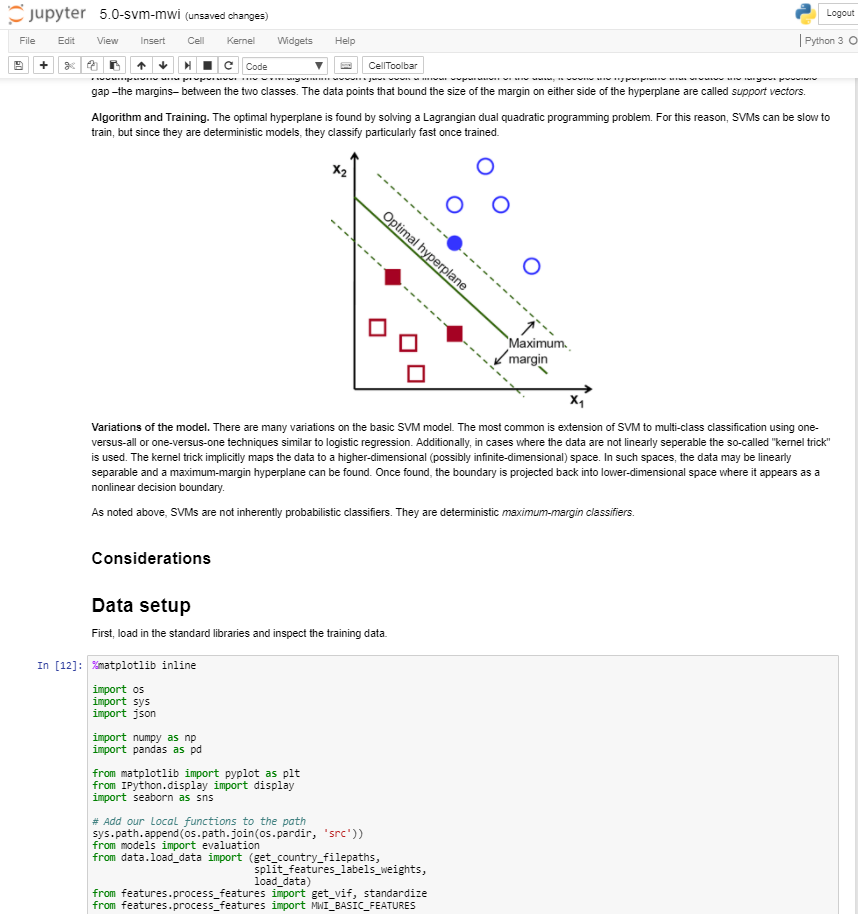 jupyter 5.0-svm-mwi (unsaved changes)
Logout
File Edit View Insert Cell Kernel Widgets Help
Python 3
Code
CellToolbar
gap –the margins– between the two classes. The data points that bound the size of the margin on either side of the hyperplane are called support vectors.
Algorithm and Training. The optimal hyperplane is found by solving a Lagrangian dual quadratic programming problem. For this reason, SVMs can be slow to
train, but since they are deterministic models, they classify particularly fast once trained.
X2
Optimal hyperplane
Maximum
margin
X1
Variations of the model. There are many variations on the basic SVM model. The most common is extension of SVM to multi-class classification using one-
versus-all or one-versus-one techniques similar to logistic regression. Additionally, in cases where the data are not linearly seperable the so-called "kernel trick"
is used. The kernel trick implicitly maps the data to a higher-dimensional (possibly infinite-dimensional) space. In such spaces, the data may be linearly
separable and a maximum-margin hyperplane can be found. Once found, the boundary is projected back into lower-dimensional space where it appears as a
nonlinear decision boundary.
As noted above, SVMs are not inherently probabilistic classifiers. They are deterministic maximum-margin classifiers.
Considerations
Data setup
First, load in the standard libraries and inspect the training data.
In [12]: %matplotlib inline
import os
import sys
import json
import numpy as np
import pandas as pd
from matplotlib import pyplot as plt
from IPython.display import display
import seaborn as sns
# Add our local functions to the path
sys.path.append(os.path.join(os.pardir, 'src'))
from models import evaluation
from data.load_data import (get_country_filepaths,
split_features_labels_weights,
load_data)
from features.process_features import get_vif, standardize
from features.process_features import MWI_BASIC_FEATURES